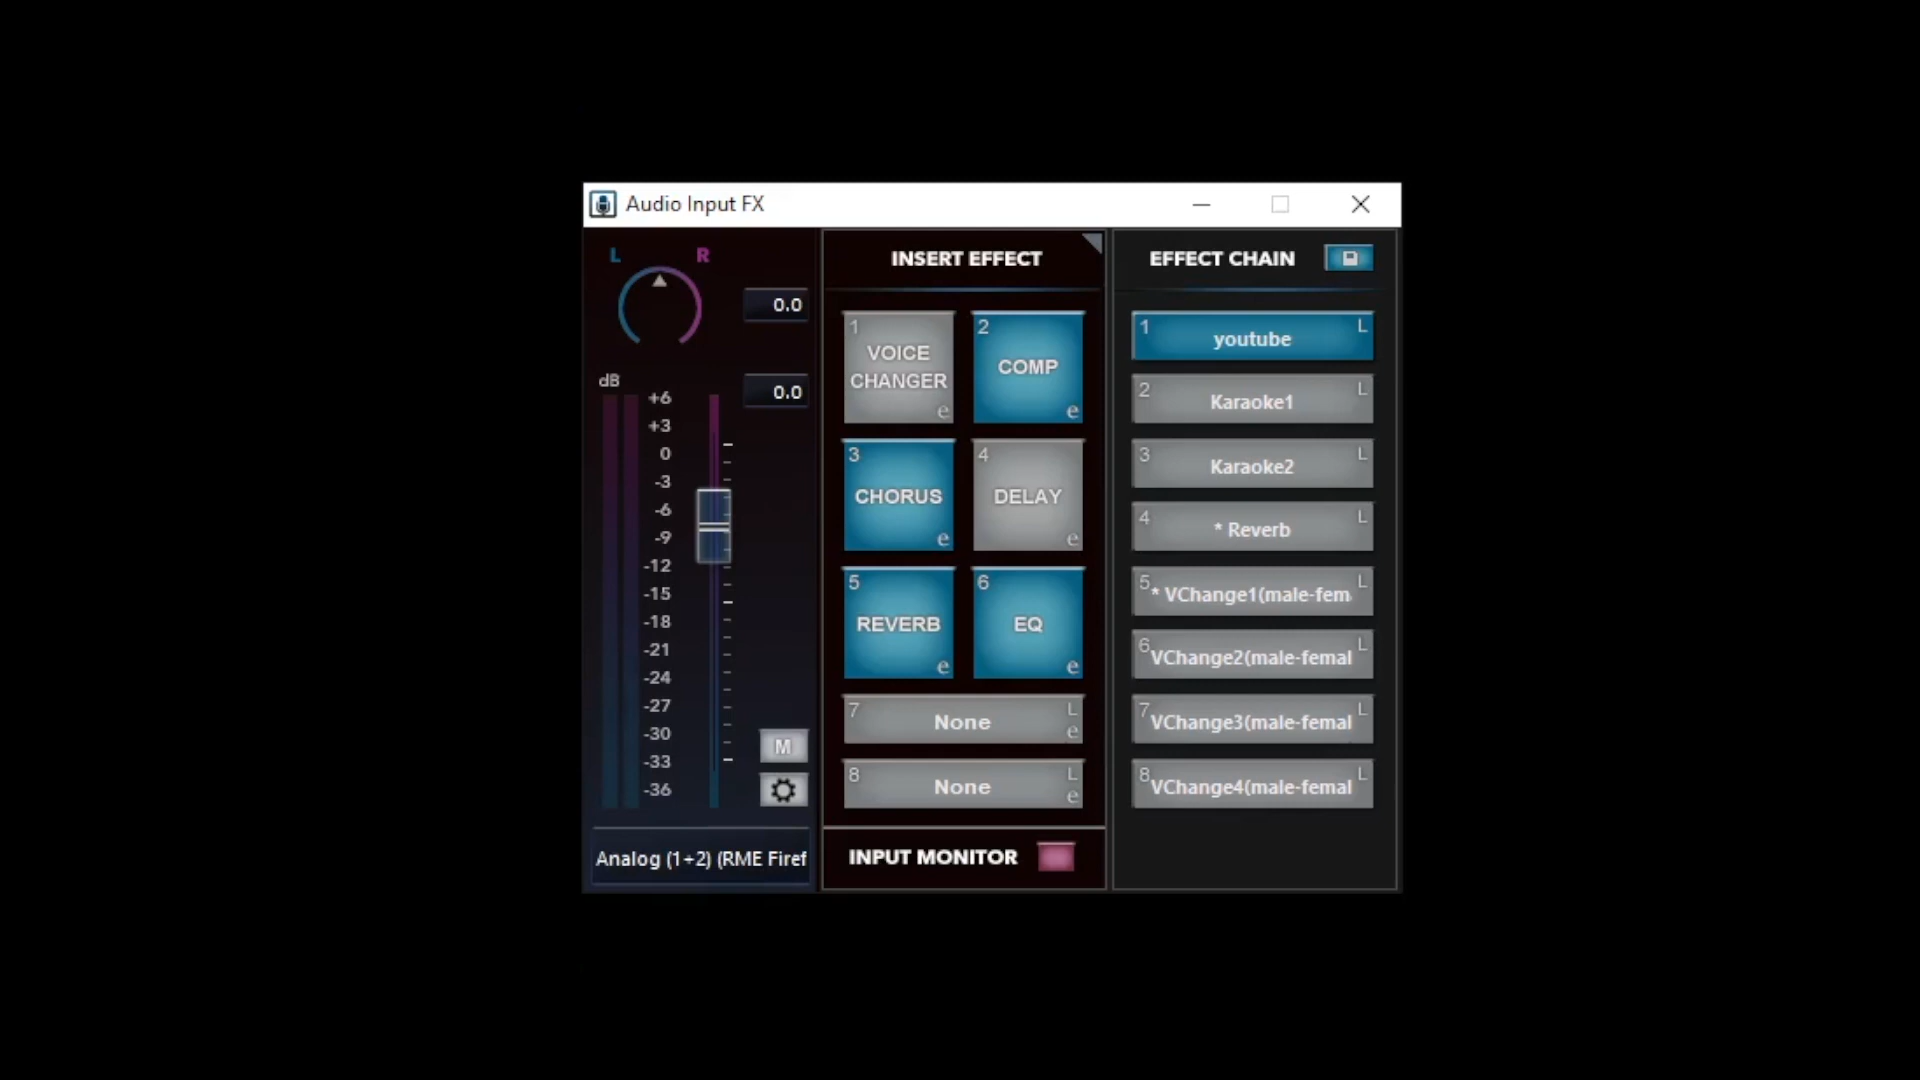 Audio Input FX
L R
0.0
dB
0.0
+6
+3
0
-3
-6
-9
-12
-15
-18
-21
-24
-27
-30
-33
-36
M
Analog (1+2) (RME Firef
INSERT EFFECT
1
VOICE
CHANGER
e
2
COMP
e
3
CHORUS
e
4
DELAY
e
5
REVERB
e
6
EQ
e
7 None L e
8 None L e
INPUT MONITOR
EFFECT CHAIN
1 youtube L
2 Karaoke1 L
3 Karaoke2 L
4 * Reverb L
5 * VChange1(male-fem L
6 VChange2(male-femal L
7 VChange3(male-femal L
8 VChange4(male-femal L